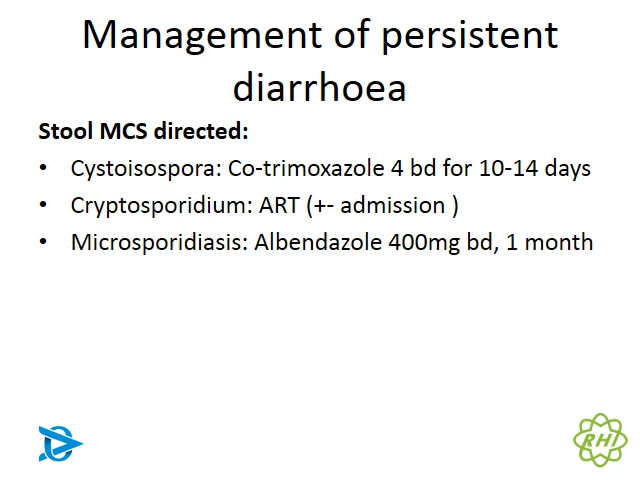 Management of persistent
diarrhoea
Stool MCS directed:
• Cystoisospora: Co-trimoxazole 4 bd for 10-14 days
• Cryptosporidium: ART (+- admission )
• Microsporidiasis: Albendazole 400mg bd, 1 month
RHI